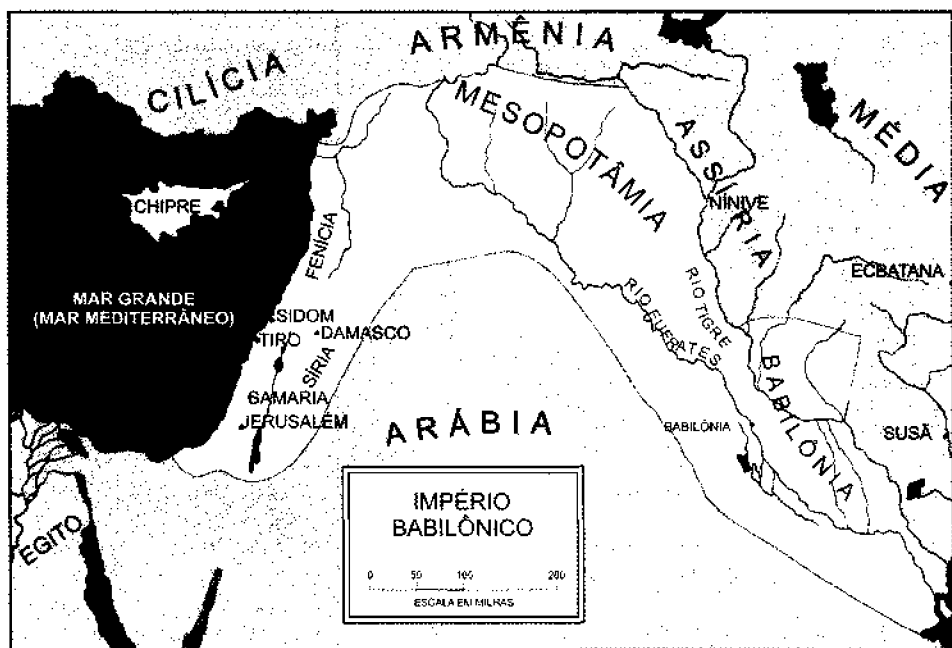 ARMÊNIA
CILÍCIA
MESOPOTÂMIA
ASSÍRIA
MÉDIA
NÍNIVE
CHIPRE
FENÍCIA
ECBATANA
MAR GRANDE
(MAR MEDITERRÂNEO)
SIDOM
DAMASCO
TIRO
SÍRIA
RIO TIGRE
RIO EUFRATES
BABILÔNIA
SAMARIA
JERUSALÉM
ARÁBIA
BABILÔNIA
SUSÃ
EGITO
IMPÉRIO
BABILÔNICO
0 50 100 200
ESCALA EM MILHAS